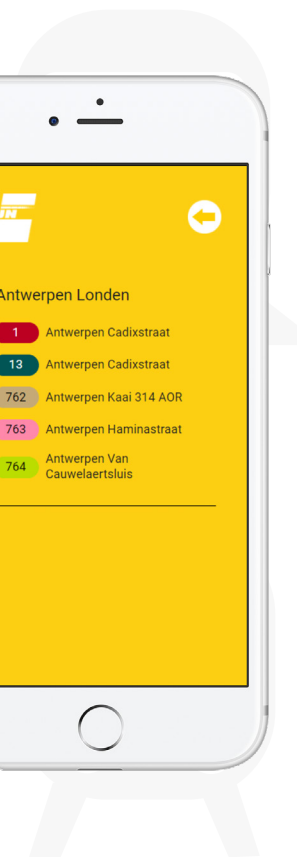 IJN
Antwerpen Londen
1 Antwerpen Cadixstraat
13 Antwerpen Cadixstraat
762 Antwerpen Kaai 314 AOR
763 Antwerpen Haminastraat
764 Antwerpen Van
Cauwelaertsluis